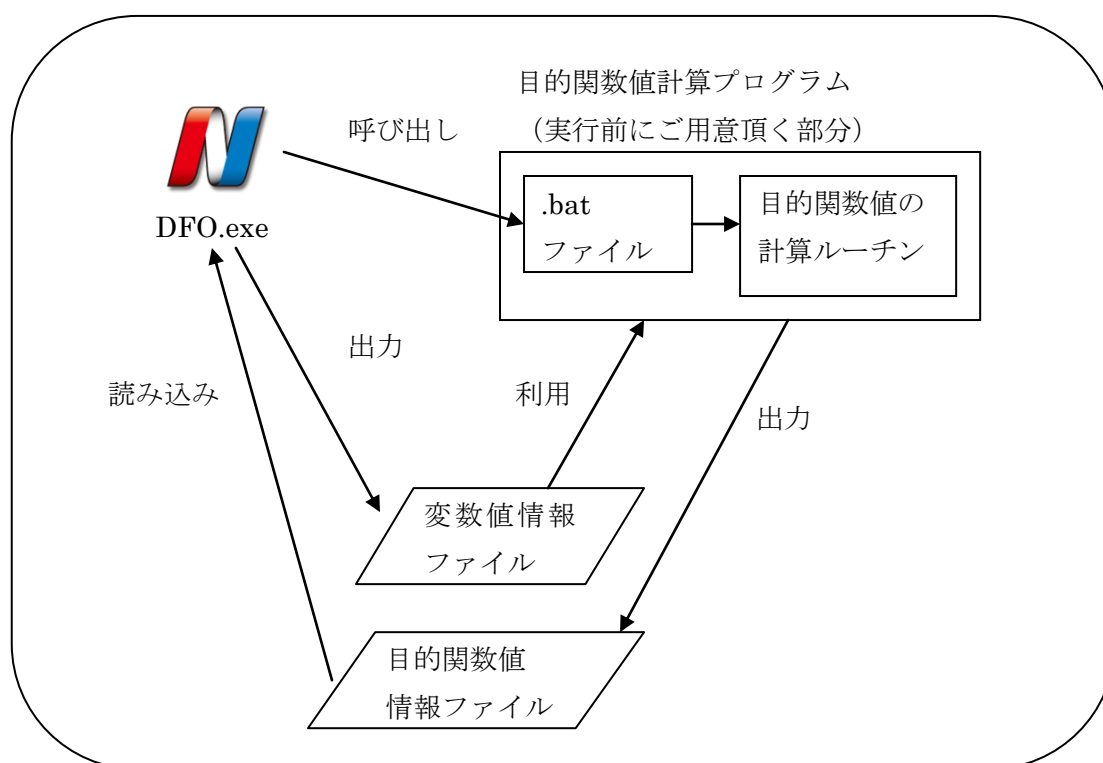 目的関数値計算プログラム
（実行前にご用意頂く部分）
呼び出し
DFO.exe
.bat
ファイル
目的関数値の
計算ルーチン
出力
読み込み
利用
出力
変数値情報
ファイル
目的関数値
情報ファイル